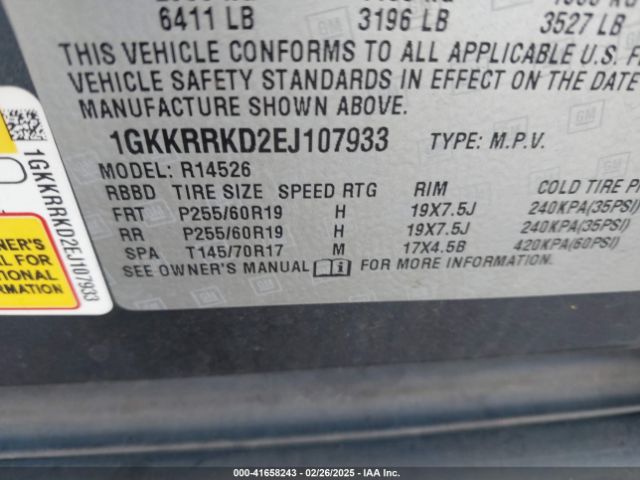 6411 LB 3196 LB 3527 LB
THIS VEHICLE CONFORMS TO ALL APPLICABLE U.S.
VEHICLE SAFETY STANDARDS IN EFFECT ON THE DATE
MANUFACTURE SHOWN ABOVE.
1GKKRRKD2EJ107933 TYPE: M.P.V.
MODEL: R14526
RBBD TIRE SIZE SPEED RTG RIM COLD TIRE
FRT P255/60R19 H 19X7.5J 240KPA(35PSI)
RR P255/60R19 H 19X7.5J 240KPA(35PSI)
SPA T145/70R17 M 17X4.5B 420KPA(60PSI)
SEE OWNER'S MANUAL FOR MORE INFORMATION.
1GKKRRKD2EJ107933
GM
000-41658243 - 02/26/2025 - IAA, Inc.